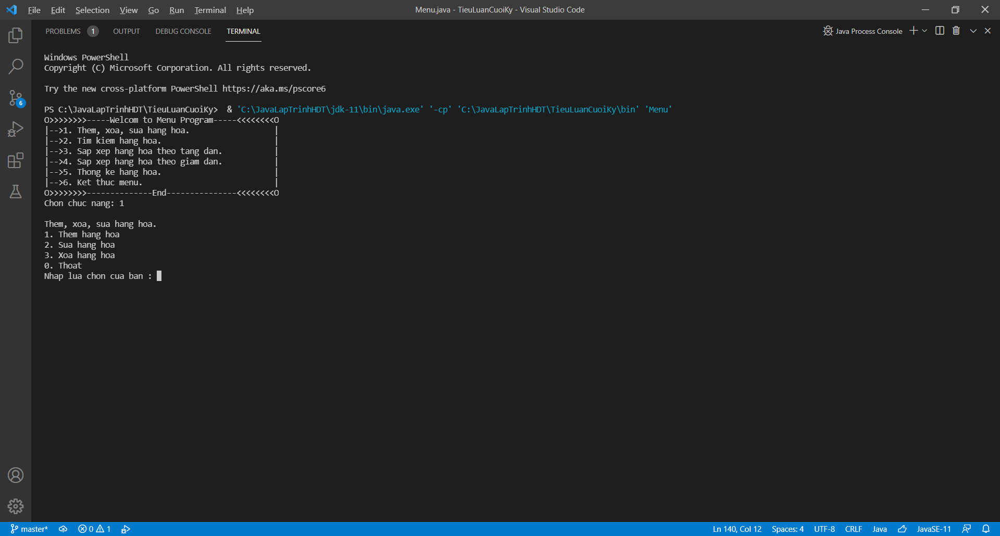 File Edit Selection View Go Run Terminal Help Menu.java - TieuLuanCuoiKy - Visual Studio Code
PROBLEMS 1 OUTPUT DEBUG CONSOLE TERMINAL Java Process Console
Windows PowerShell
Copyright (C) Microsoft Corporation. All rights reserved.
Try the new cross-platform PowerShell https://aka.ms/pscore6
PS C:\JavaLapTrinhHDT\TieuLuanCuoiKy>  & 'C:\JavaLapTrinhHDT\jdk-11\bin\java.exe' '-cp' 'C:\JavaLapTrinhHDT\TieuLuanCuoiKy\bin' 'Menu'
O>>>>>>>>-----Welcom to Menu Program-----<<<<<<<<O
|-->1. Them, xoa, sua hang hoa.                  |
|-->2. Tim kiem hang hoa.                        |
|-->3. Sap xep hang hoa theo tang dan.           |
|-->4. Sap xep hang hoa theo giam dan.           |
|-->5. Thong ke hang hoa.                        |
|-->6. Ket thuc menu.                            |
O>>>>>>>>--------------End---------------<<<<<<<<O
Chon chuc nang: 1
Them, xoa, sua hang hoa.
1. Them hang hoa
2. Sua hang hoa
3. Xoa hang hoa
0. Thoat
Nhap lua chon cua ban :
6
master* 0 1 Ln 140, Col 12 Spaces: 4 UTF-8 CRLF Java JavaSE-11